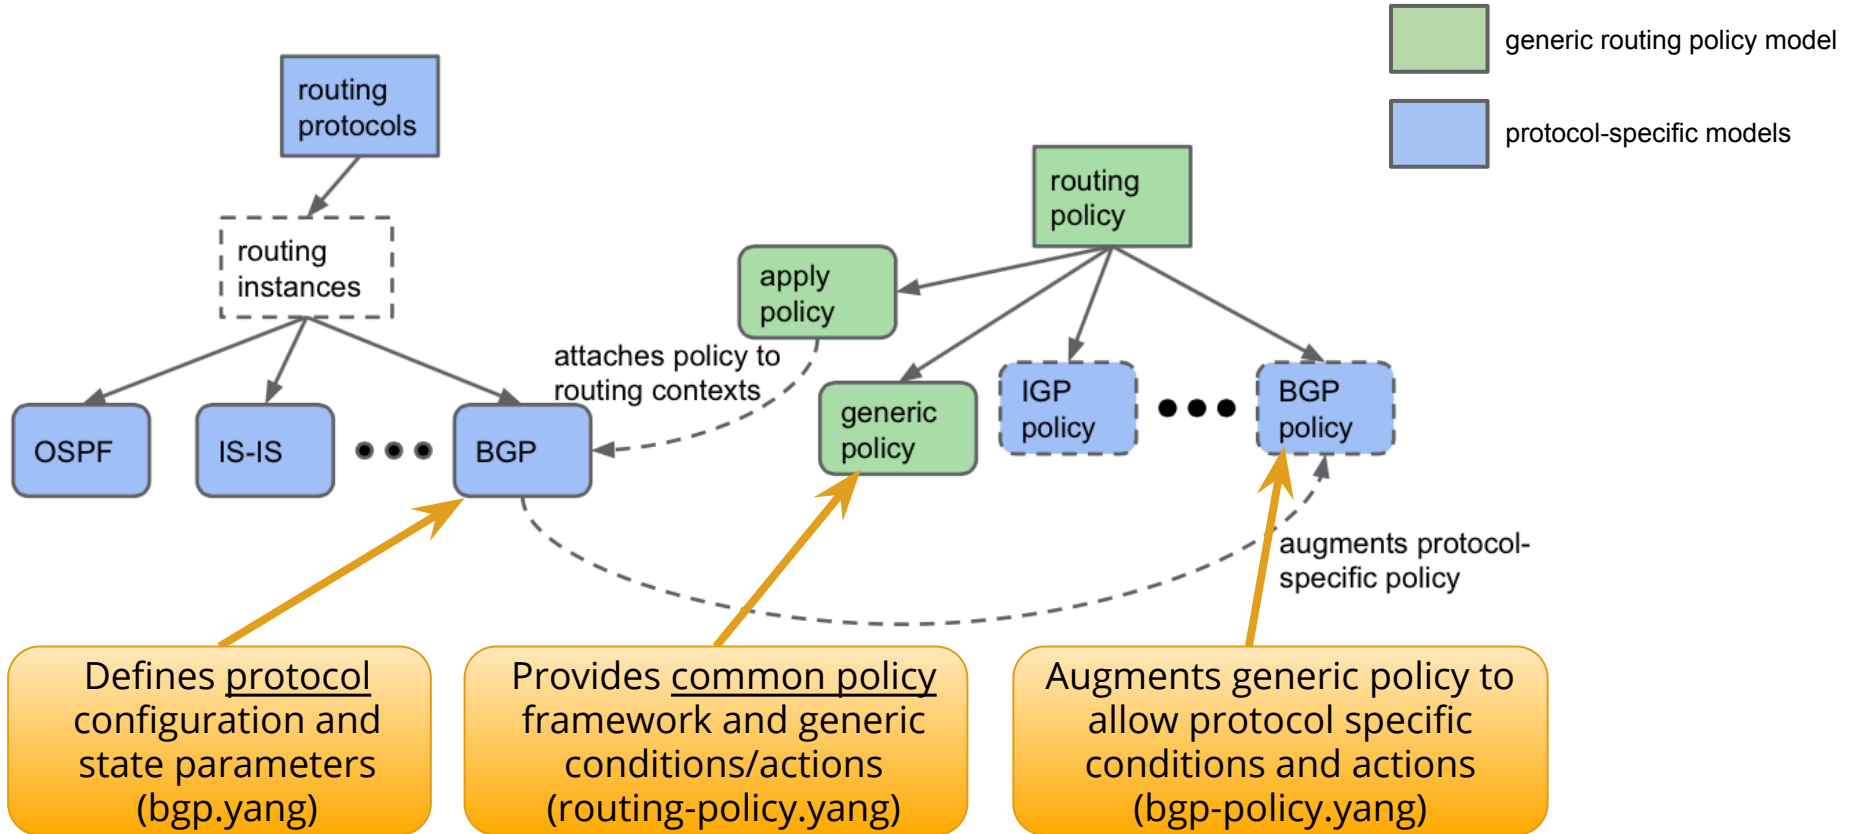 generic routing policy model
protocol-specific models
routing
protocols
routing
instances
OSPF
IS-IS
BGP
attaches policy to
routing contexts
routing
policy
apply
policy
generic
policy
IGP
policy
BGP
policy
augments protocol-
specific policy
Defines protocol
configuration and
state parameters
(bgp.yang)
Provides common policy
framework and generic
conditions/actions
(routing-policy.yang)
Augments generic policy to
allow protocol specific
conditions and actions
(bgp-policy.yang)